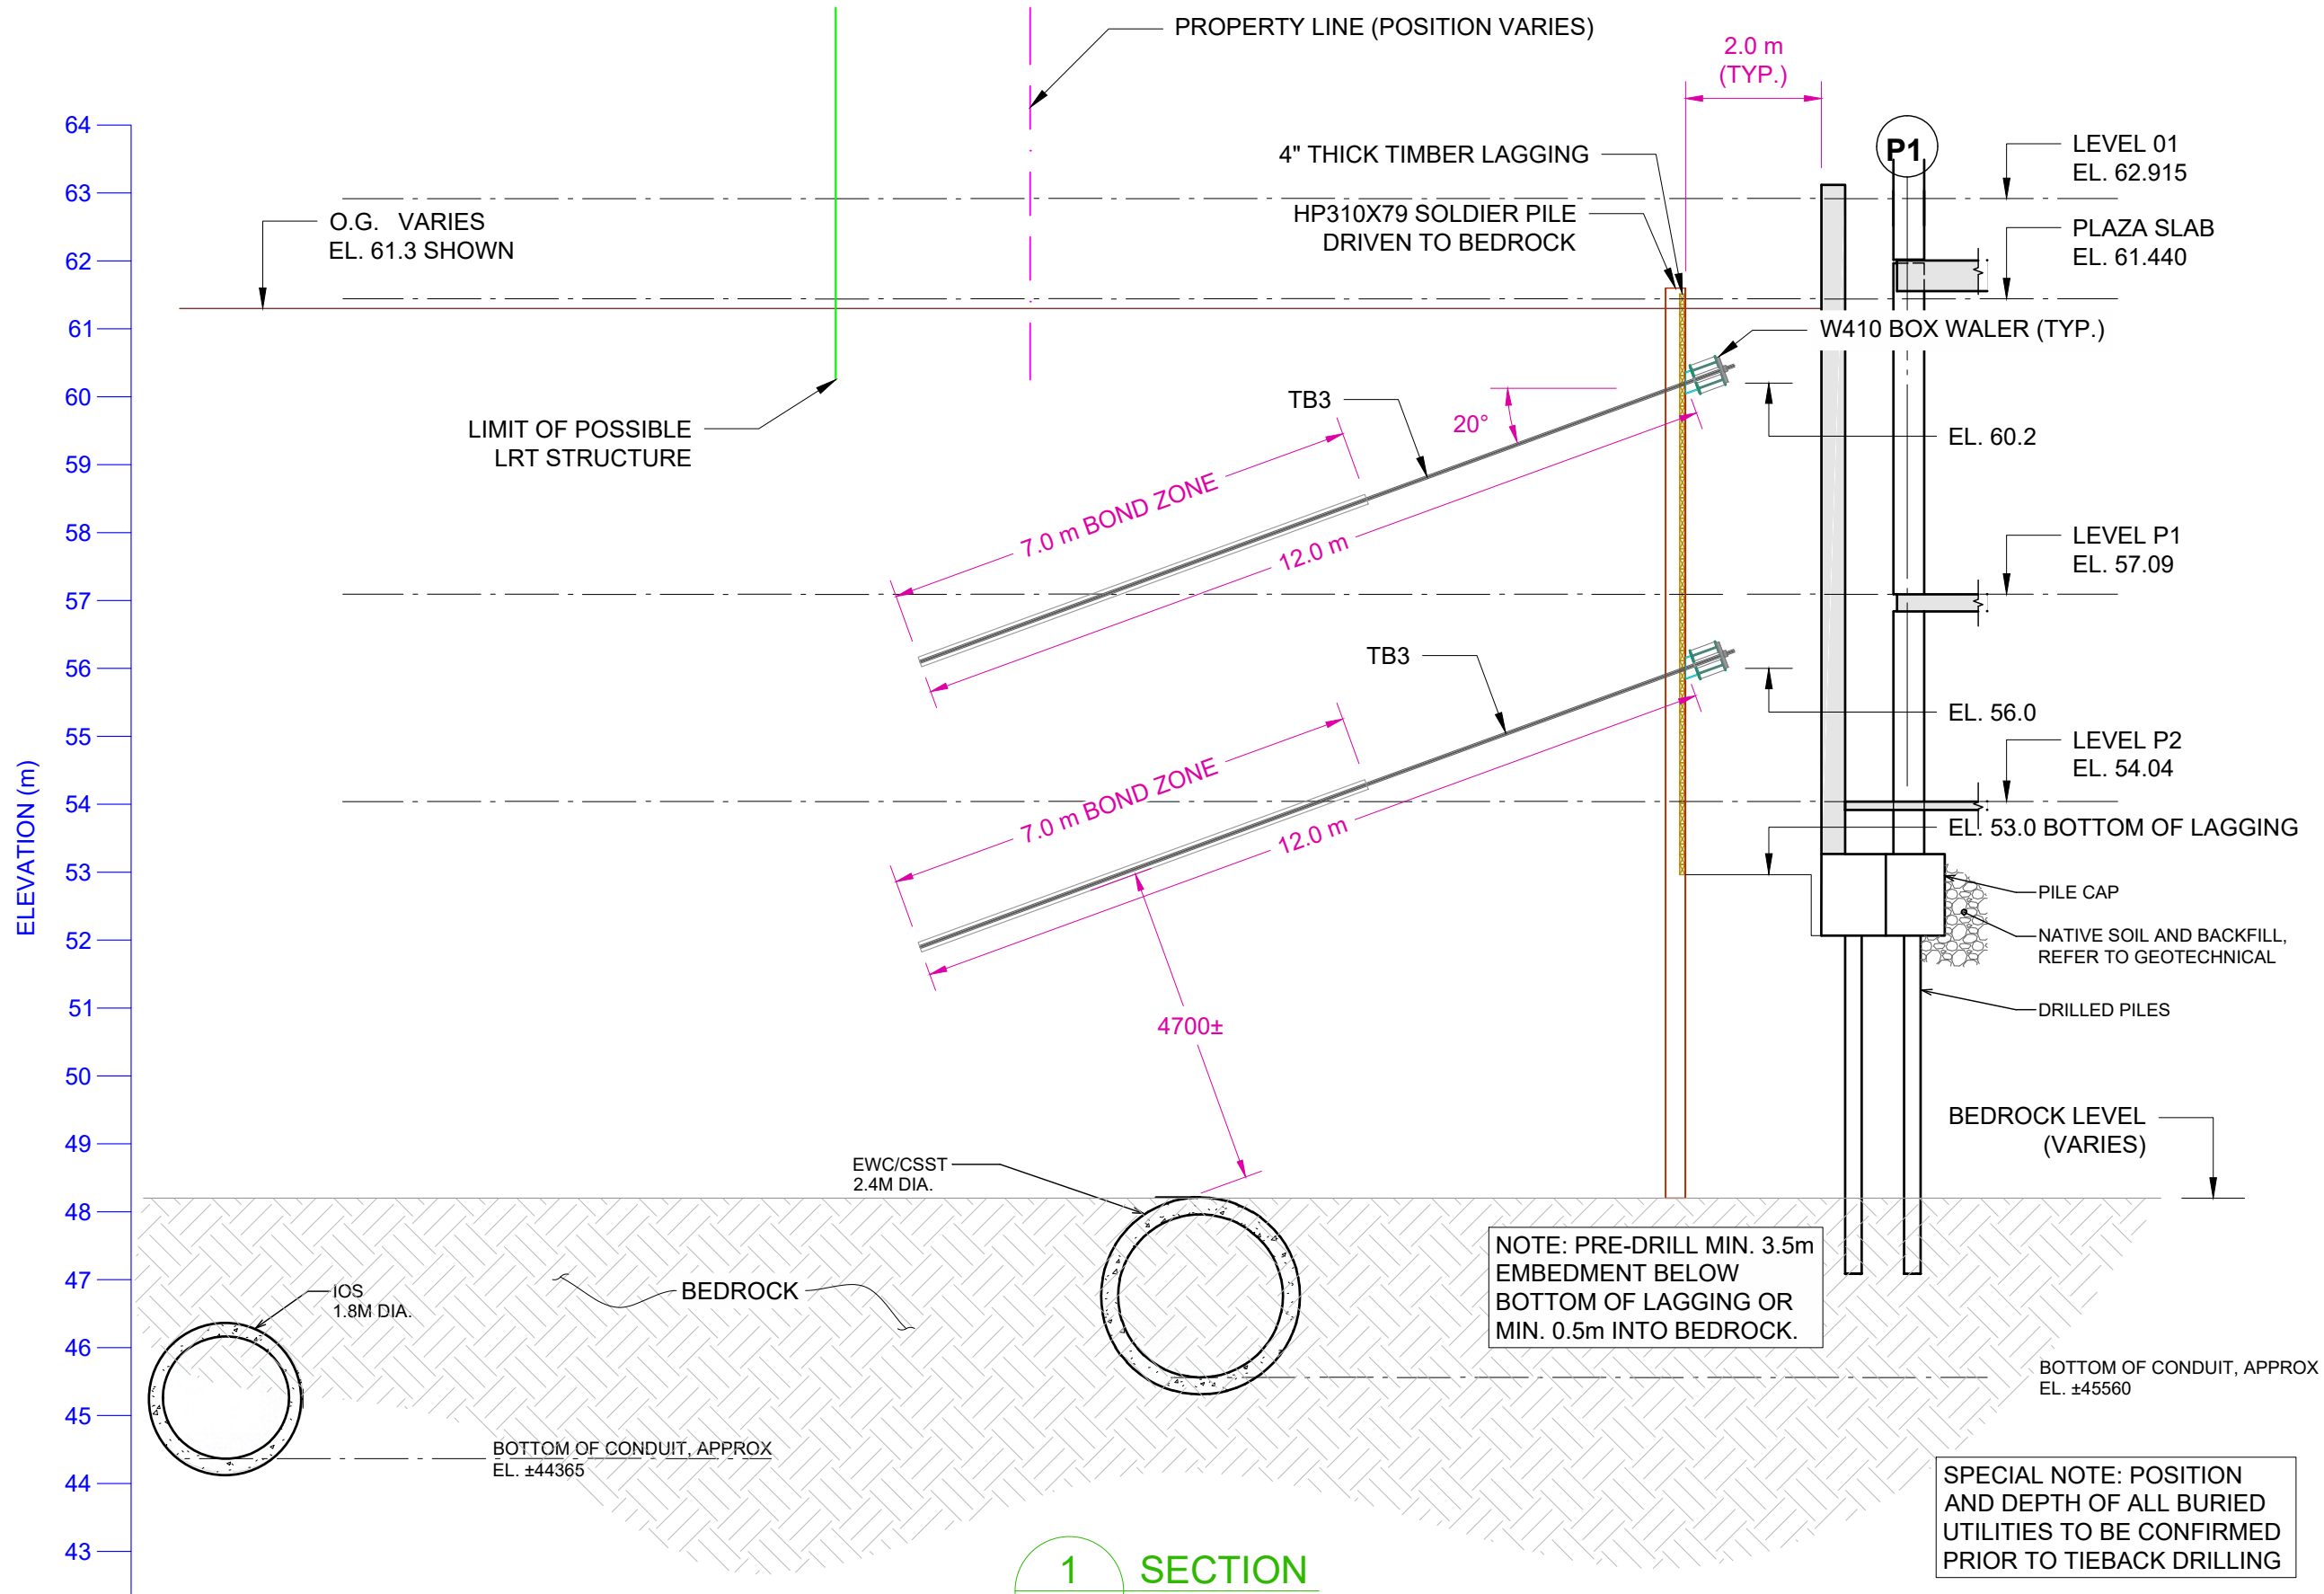 PROPERTY LINE (POSITION VARIES)
2.0 m
(TYP.)
64
63
62
61
60
59
58
57
56
55
54
53
52
51
50
49
48
47
46
45
44
43
ELEVATION (m)
4" THICK TIMBER LAGGING
P1
LEVEL 01
EL. 62.915
HP310X79 SOLDIER PILE
DRIVEN TO BEDROCK
O.G. VARIES
EL. 61.3 SHOWN
PLAZA SLAB
EL. 61.440
W410 BOX WALER (TYP.)
TB3
20°
LIMIT OF POSSIBLE
LRT STRUCTURE
EL. 60.2
7.0 m BOND ZONE
12.0 m
LEVEL P1
EL. 57.09
TB3
EL. 56.0
LEVEL P2
EL. 54.04
7.0 m BOND ZONE
12.0 m
EL. 53.0 BOTTOM OF LAGGING
PILE CAP
NATIVE SOIL AND BACKFILL,
REFER TO GEOTECHNICAL
DRILLED PILES
4700±
BEDROCK LEVEL
(VARIES)
EWC/CSST
2.4M DIA.
NOTE: PRE-DRILL MIN. 3.5m
EMBEDMENT BELOW
BOTTOM OF LAGGING OR
MIN. 0.5m INTO BEDROCK.
IOS
1.8M DIA.
BEDROCK
BOTTOM OF CONDUIT, APPROX
EL. ±45560
BOTTOM OF CONDUIT, APPROX
EL. ±44365
SPECIAL NOTE: POSITION
AND DEPTH OF ALL BURIED
UTILITIES TO BE CONFIRMED
PRIOR TO TIEBACK DRILLING
1 SECTION